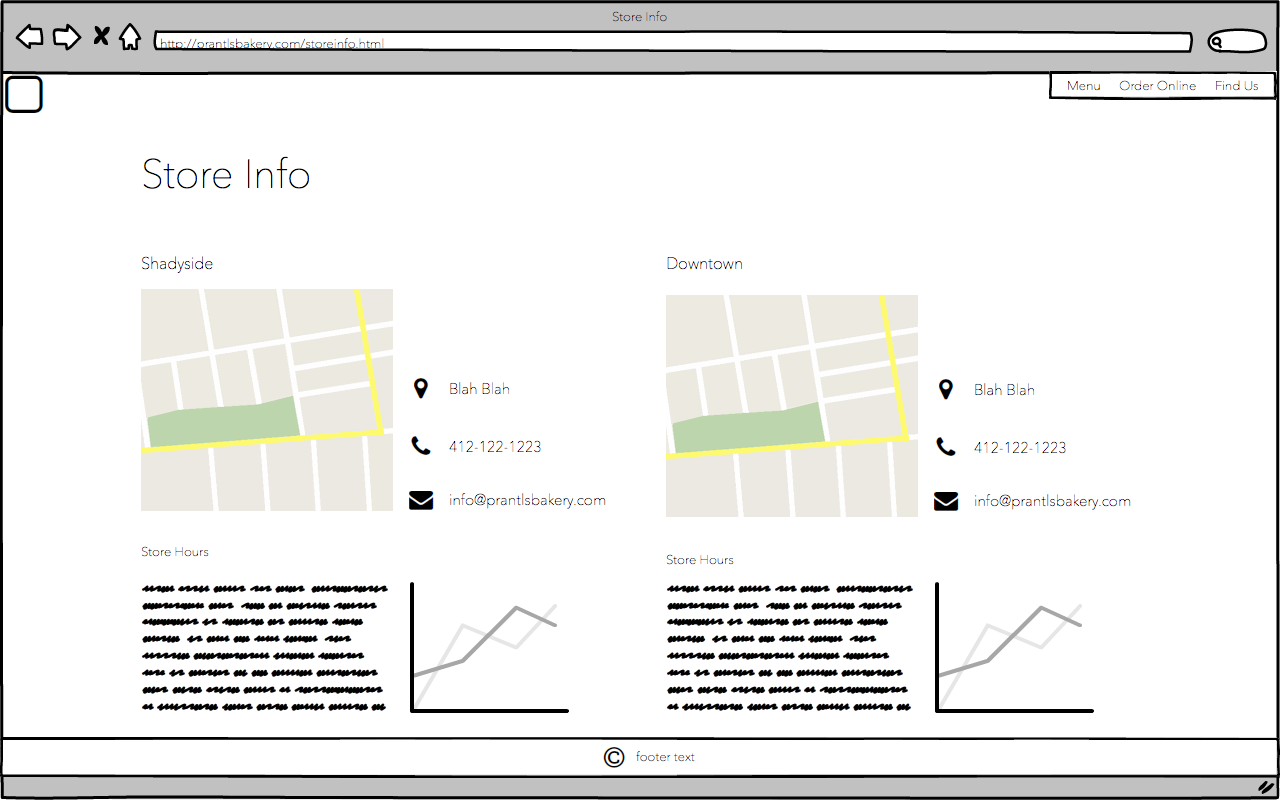 Store Info
http://prantlsbakery.com/storeinfo.html
Menu Order Online Find Us
Store Info
Shadyside
Blah Blah
412-122-1223
info@prantlsbakery.com
Store Hours
Downtown
Blah Blah
412-122-1223
info@prantlsbakery.com
Store Hours
© footer text